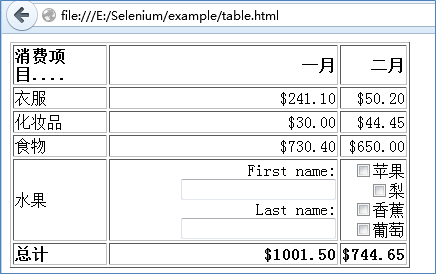 file:///E:/Selenium/example/table.html
消费项目.... 一月 二月
衣服 $241.10 $50.20
化妆品 $30.00 $44.45
食物 $730.40 $650.00
水果 First name: Last name: 苹果 梨 香蕉 葡萄
总计 $1001.50 $744.65